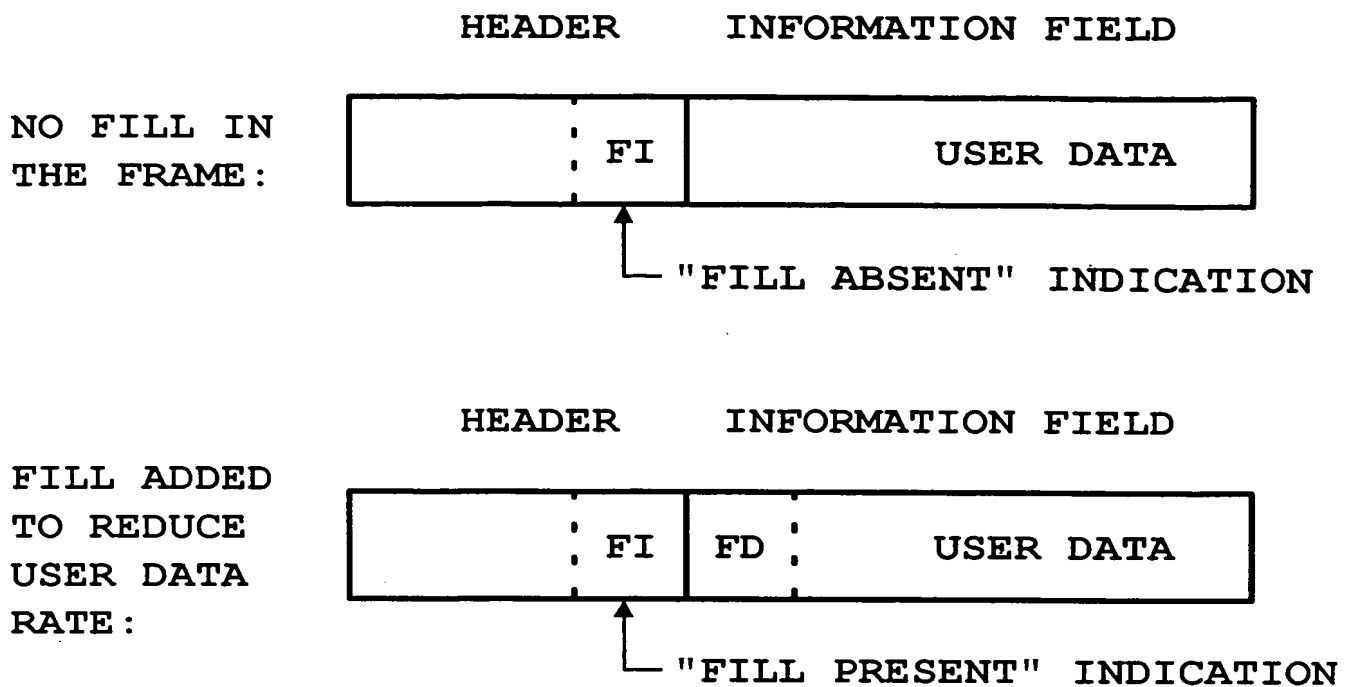 HEADER INFORMATION FIELD
NO FILL IN
THE FRAME:
FI USER DATA
"FILL ABSENT" INDICATION
HEADER INFORMATION FIELD
FILL ADDED
TO REDUCE
USER DATA
RATE:
FI FD USER DATA
"FILL PRESENT" INDICATION